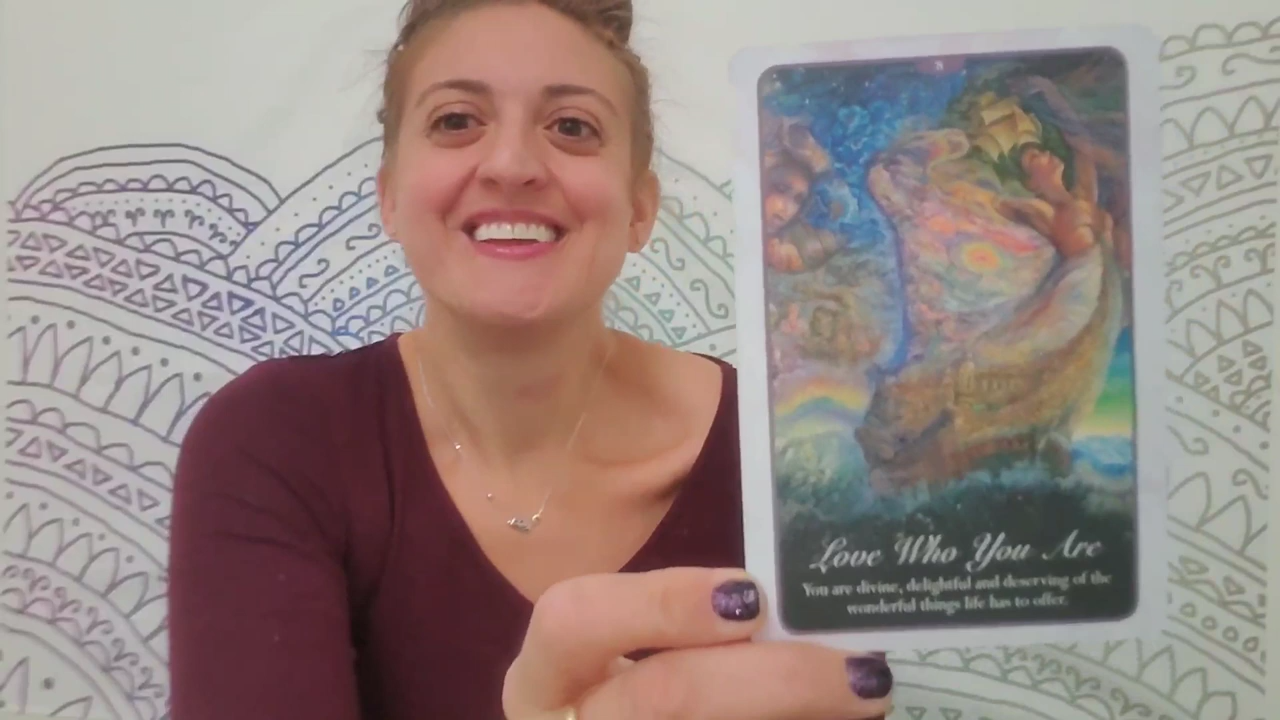 Love Who You Are
You are divine, delightful and deserving of the
wonderful things life has to offer.